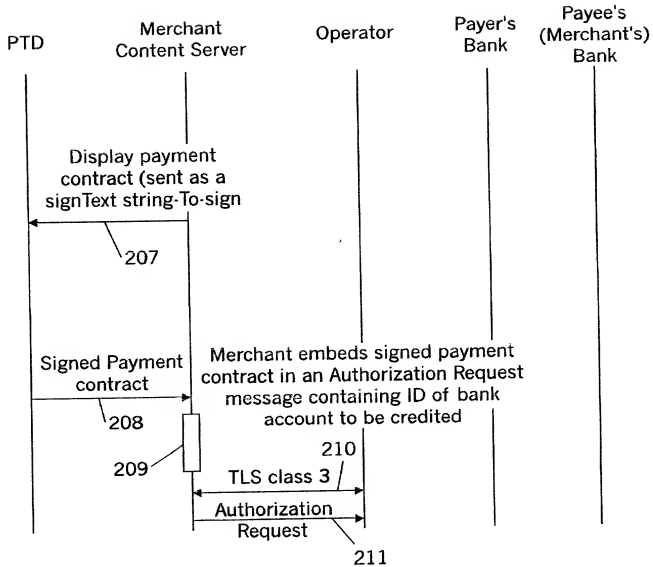 PTD
Merchant
Content Server
Operator
Payer's
Bank
Payee's
(Merchant's)
Bank
Display payment
contract (sent as a
signText string-To-sign
207
Signed Payment
contract
208
Merchant embeds signed payment
contract in an Authorization Request
message containing ID of bank
account to be credited
209
210
TLS class 3
Authorization
Request
211